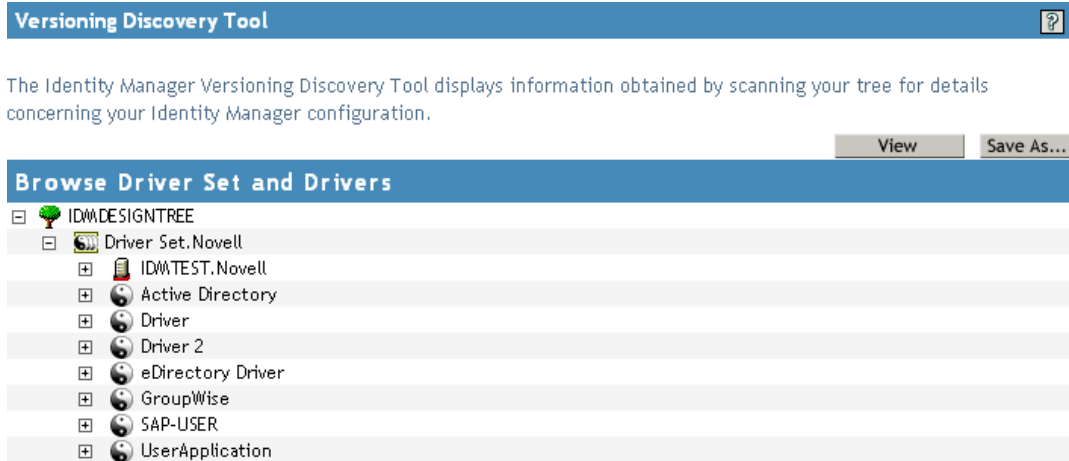 Versioning Discovery Tool ?
The Identity Manager Versioning Discovery Tool displays information obtained by scanning your tree for details
concerning your Identity Manager configuration.
View Save As...
Browse Driver Set and Drivers
IDMDESIGNTREE
Driver Set.Novell
IDMTEST.Novell
Active Directory
Driver
Driver 2
eDirectory Driver
GroupWise
SAP-USER
UserApplication